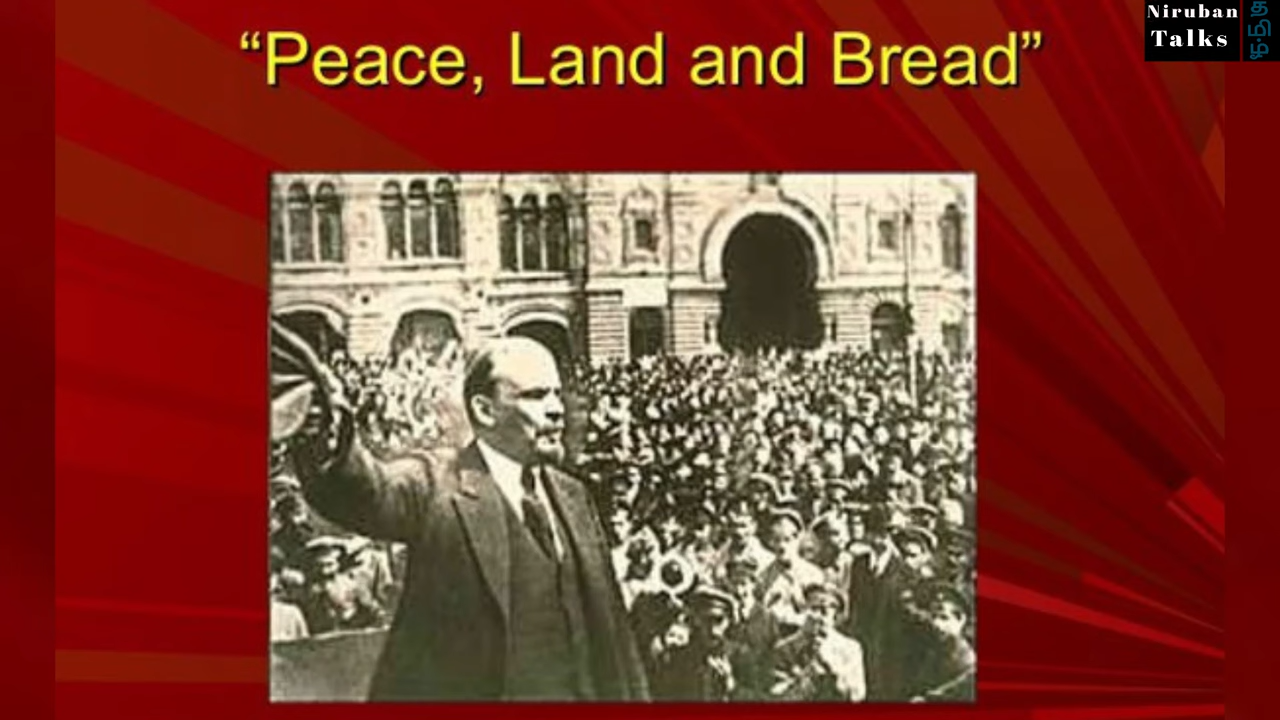 “Peace, Land and Bread”
Niruban
Talks